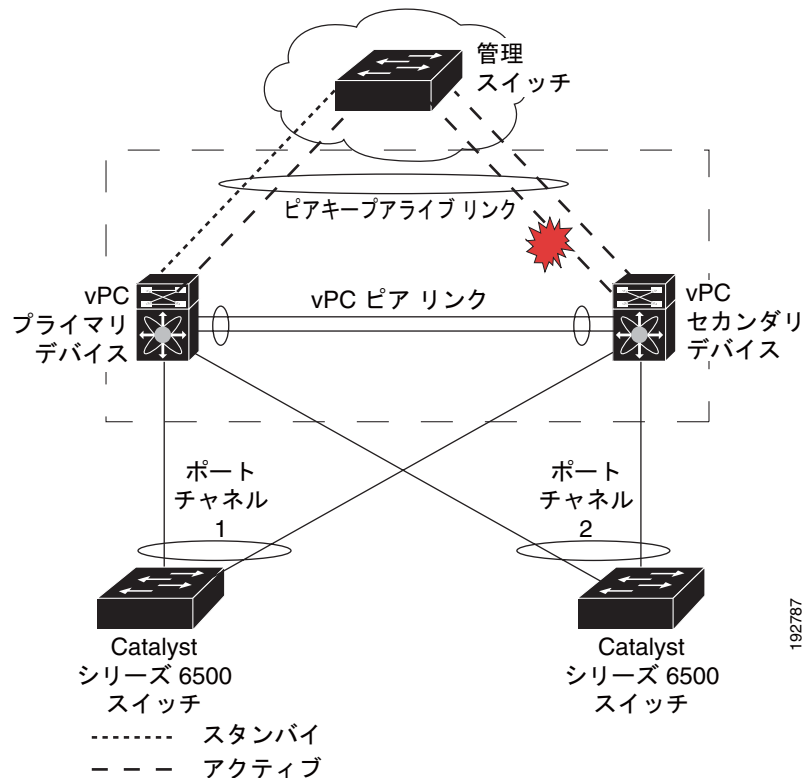 管理
スイッチ
ピアキープアライブ リンク
vPC
プライマリ
デバイス
vPC ピア リンク
vPC
セカンダリ
デバイス
ポート
チャネル
1
ポート
チャネル
2
Catalyst
シリーズ 6500
スイッチ
Catalyst
シリーズ 6500
スイッチ
192787
スタンバイ
アクティブ